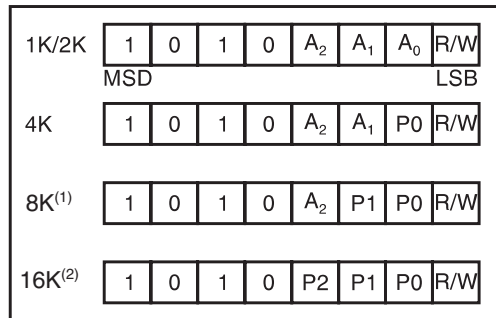 1K/2K 1 0 1 0 A₂ A₁ A₀ R/W
MSD LSB
4K 1 0 1 0 A₂ A₁ P0 R/W
8K⁽¹⁾ 1 0 1 0 A₂ P1 P0 R/W
16K⁽²⁾ 1 0 1 0 P2 P1 P0 R/W